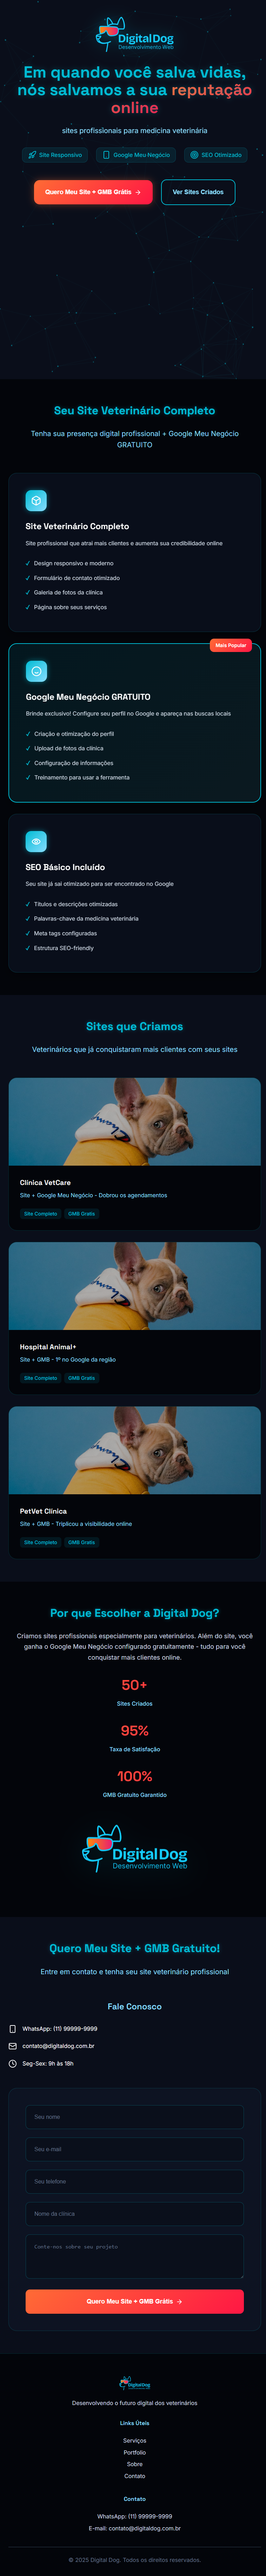 DigitalDog
Desenvolvimento Web
Em quando você salva vidas,
nós salvamos a sua reputação
online
sites profissionais para medicina veterinária
Site Responsivo
Google Meu Negócio
SEO Otimizado
Quero Meu Site + GMB Grátis →
Ver Sites Criados
Seu Site Veterinário Completo
Tenha sua presença digital profissional + Google Meu Negócio
GRATUITO
Site Veterinário Completo
Site profissional que atrai mais clientes e aumenta sua credibilidade online
✓ Design responsivo e moderno
✓ Formulário de contato otimizado
✓ Galeria de fotos da clínica
✓ Página sobre seus serviços
Mais Popular
Google Meu Negócio GRATUITO
Brinde exclusivo! Configure seu perfil no Google e apareça nas buscas locais
✓ Criação e otimização do perfil
✓ Upload de fotos da clínica
✓ Configuração de informações
✓ Treinamento para usar a ferramenta
SEO Básico Incluído
Seu site já sai otimizado para ser encontrado no Google
✓ Títulos e descrições otimizadas
✓ Palavras-chave da medicina veterinária
✓ Meta tags configuradas
✓ Estrutura SEO-friendly
Sites que Criamos
Veterinários que já conquistaram mais clientes com seus sites
Clínica VetCare
Site + Google Meu Negócio - Dobrou os agendamentos
Site Completo
GMB Grátis
Hospital Animal+
Site + GMB - 1º no Google da região
Site Completo
GMB Grátis
PetVet Clínica
Site + GMB - Triplicou a visibilidade online
Site Completo
GMB Grátis
Por que Escolher a Digital Dog?
Criamos sites profissionais especialmente para veterinários. Além do site, você
ganha o Google Meu Negócio configurado gratuitamente - tudo para você
conquistar mais clientes online.
50+
Sites Criados
95%
Taxa de Satisfação
100%
GMB Gratuito Garantido
DigitalDog
Desenvolvimento Web
Quero Meu Site + GMB Gratuito!
Entre em contato e tenha seu site veterinário profissional
Fale Conosco
WhatsApp: (11) 99999-9999
contato@digitaldog.com.br
Seg-Sex: 9h às 18h
Seu nome
Seu e-mail
Seu telefone
Nome da clínica
Conte-nos sobre seu projeto
Quero Meu Site + GMB Grátis →
DigitalDog
Desenvolvimento Web
Desenvolvendo o futuro digital dos veterinários
Links Úteis
Serviços
Portfolio
Sobre
Contato
Contato
WhatsApp: (11) 99999-9999
E-mail: contato@digitaldog.com.br
© 2025 Digital Dog. Todos os direitos reservados.